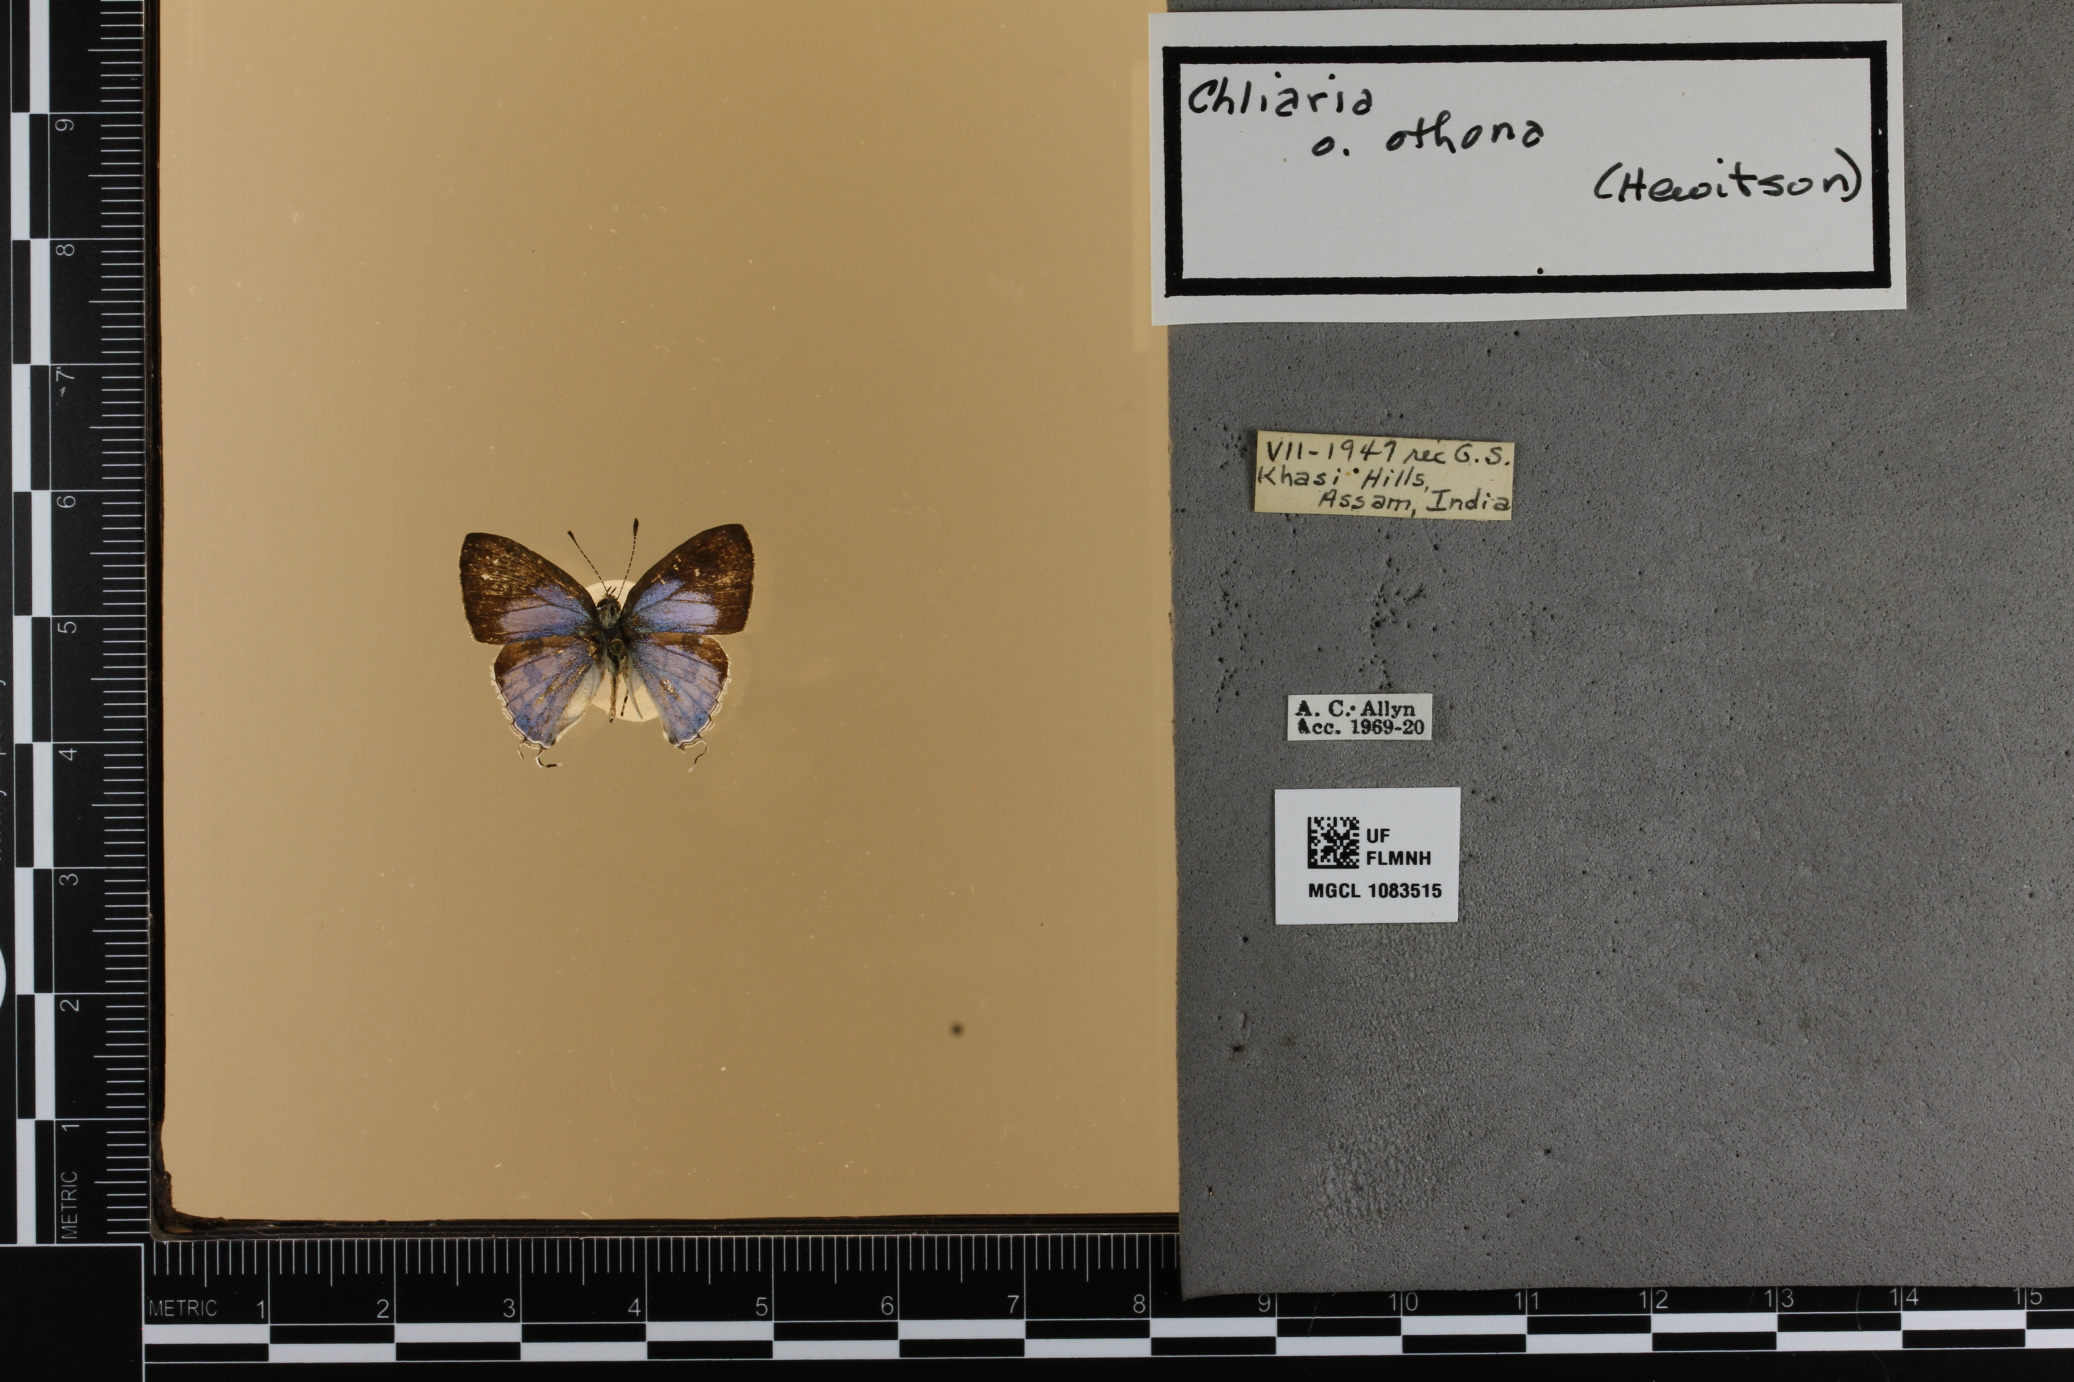 Chliaria
o. othona
(Hewitson)
VII-1947 rec G.S.
Khasi Hills,
Assam, India
A. C. Allyn
Acc. 1969-20
UF
FLMNH
MGCL 1083515
9
8
7
6
5
4
3
2
1
METRIC
METRIC 1 2 3 4 5 6 7 8 9 10 11 12 13 14 15